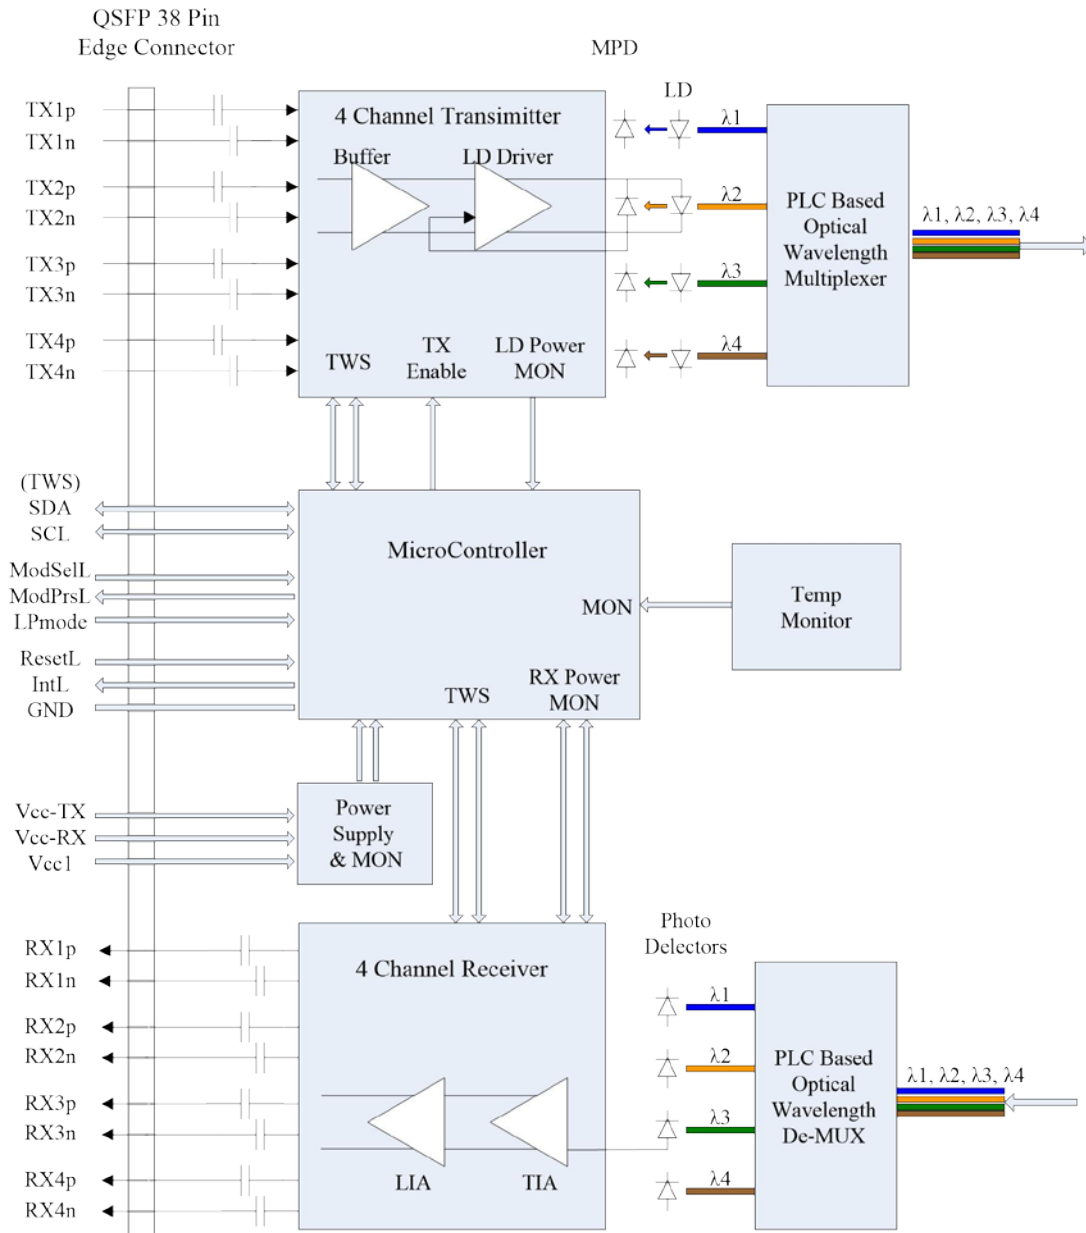 QSFP 38 Pin
Edge Connector
MPD
LD
TX1p
TX1n
TX2p
TX2n
TX3p
TX3n
TX4p
TX4n
4 Channel Transimitter
Buffer
LD Driver
TWS
TX
Enable
LD Power
MON
λ1
λ2
λ3
λ4
PLC Based
Optical
Wavelength
Multiplexer
λ1, λ2, λ3, λ4
(TWS)
SDA
SCL
ModSelL
ModPrsL
LPmode
ResetL
IntL
GND
MicroController
MON
TWS
RX Power
MON
Temp
Monitor
Vcc-TX
Vcc-RX
Vcc1
Power
Supply
& MON
RX1p
RX1n
RX2p
RX2n
RX3p
RX3n
RX4p
RX4n
4 Channel Receiver
LIA
TIA
Photo
Delectors
λ1
λ2
λ3
λ4
PLC Based
Optical
Wavelength
De-MUX
λ1, λ2, λ3, λ4